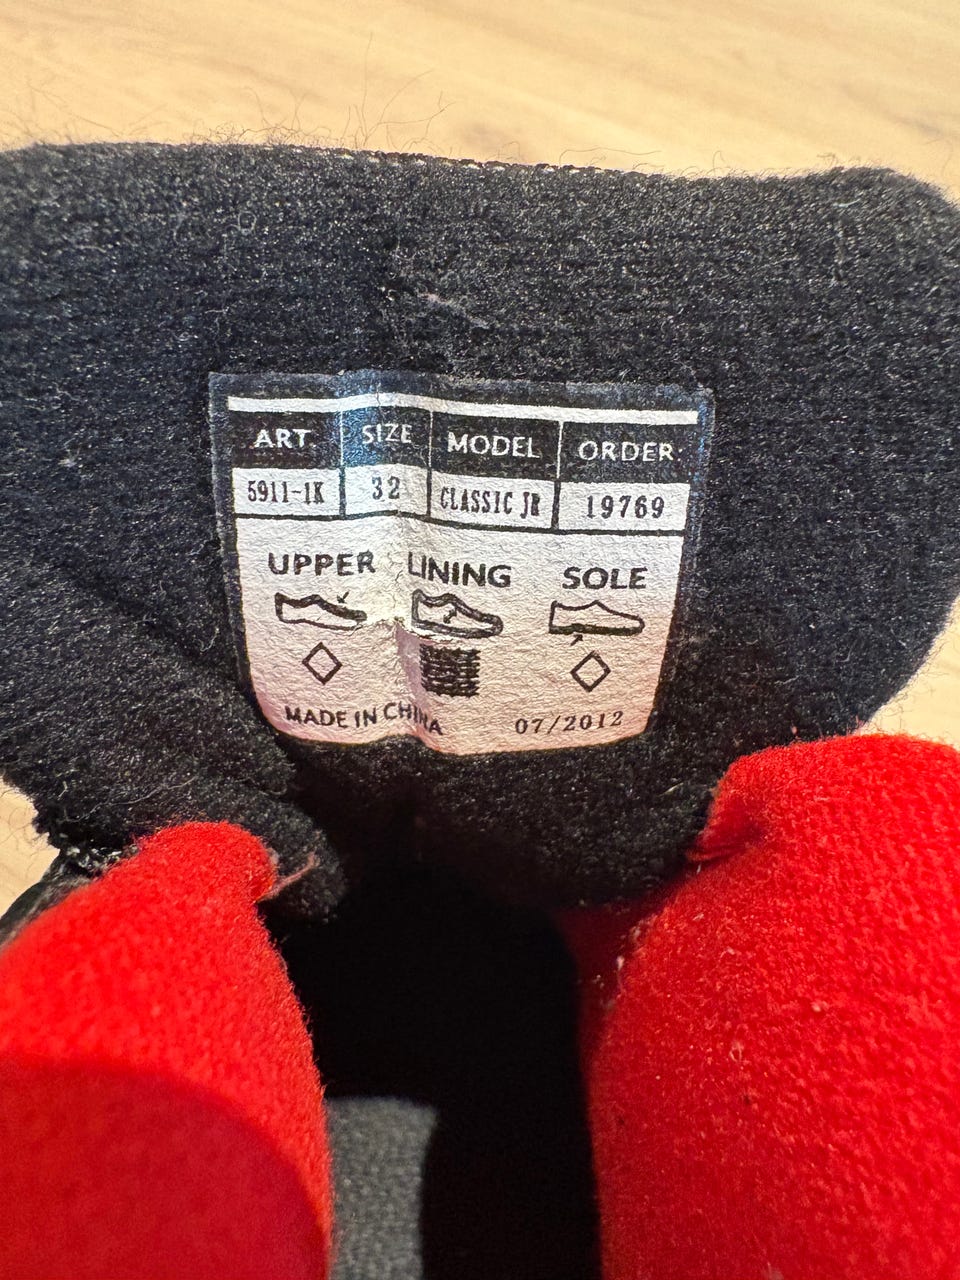 ART. SIZE MODEL ORDER
5911-1K 32 CLASSIC JR 19769
UPPER LINING SOLE
MADE IN CHINA 07/2012